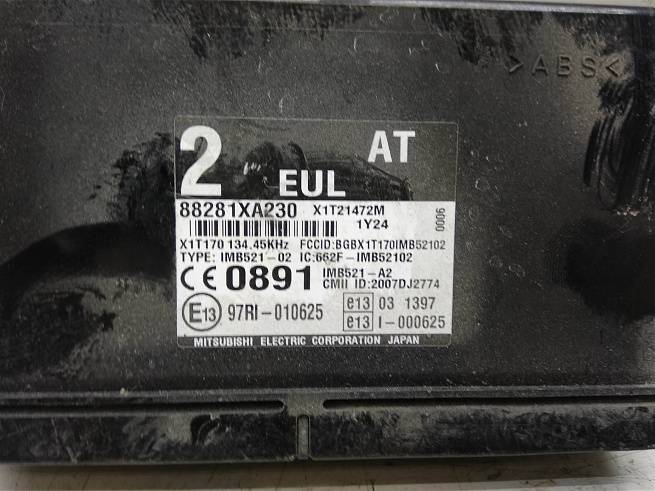 >ABS<
2 AT
EUL
88281XA230 X1T21472M
1Y24
0006
X1T170 134.45KHz FCCID:BGBX1T170IMB52102
TYPE: IMB521-02 IC:662F-IMB52102
CE 0891 IMB521-A2
CMII ID:2007DJ2774
E13 97RI-010625 e13 03 1397
e13 I-000625
MITSUBISHI ELECTRIC CORPORATION JAPAN